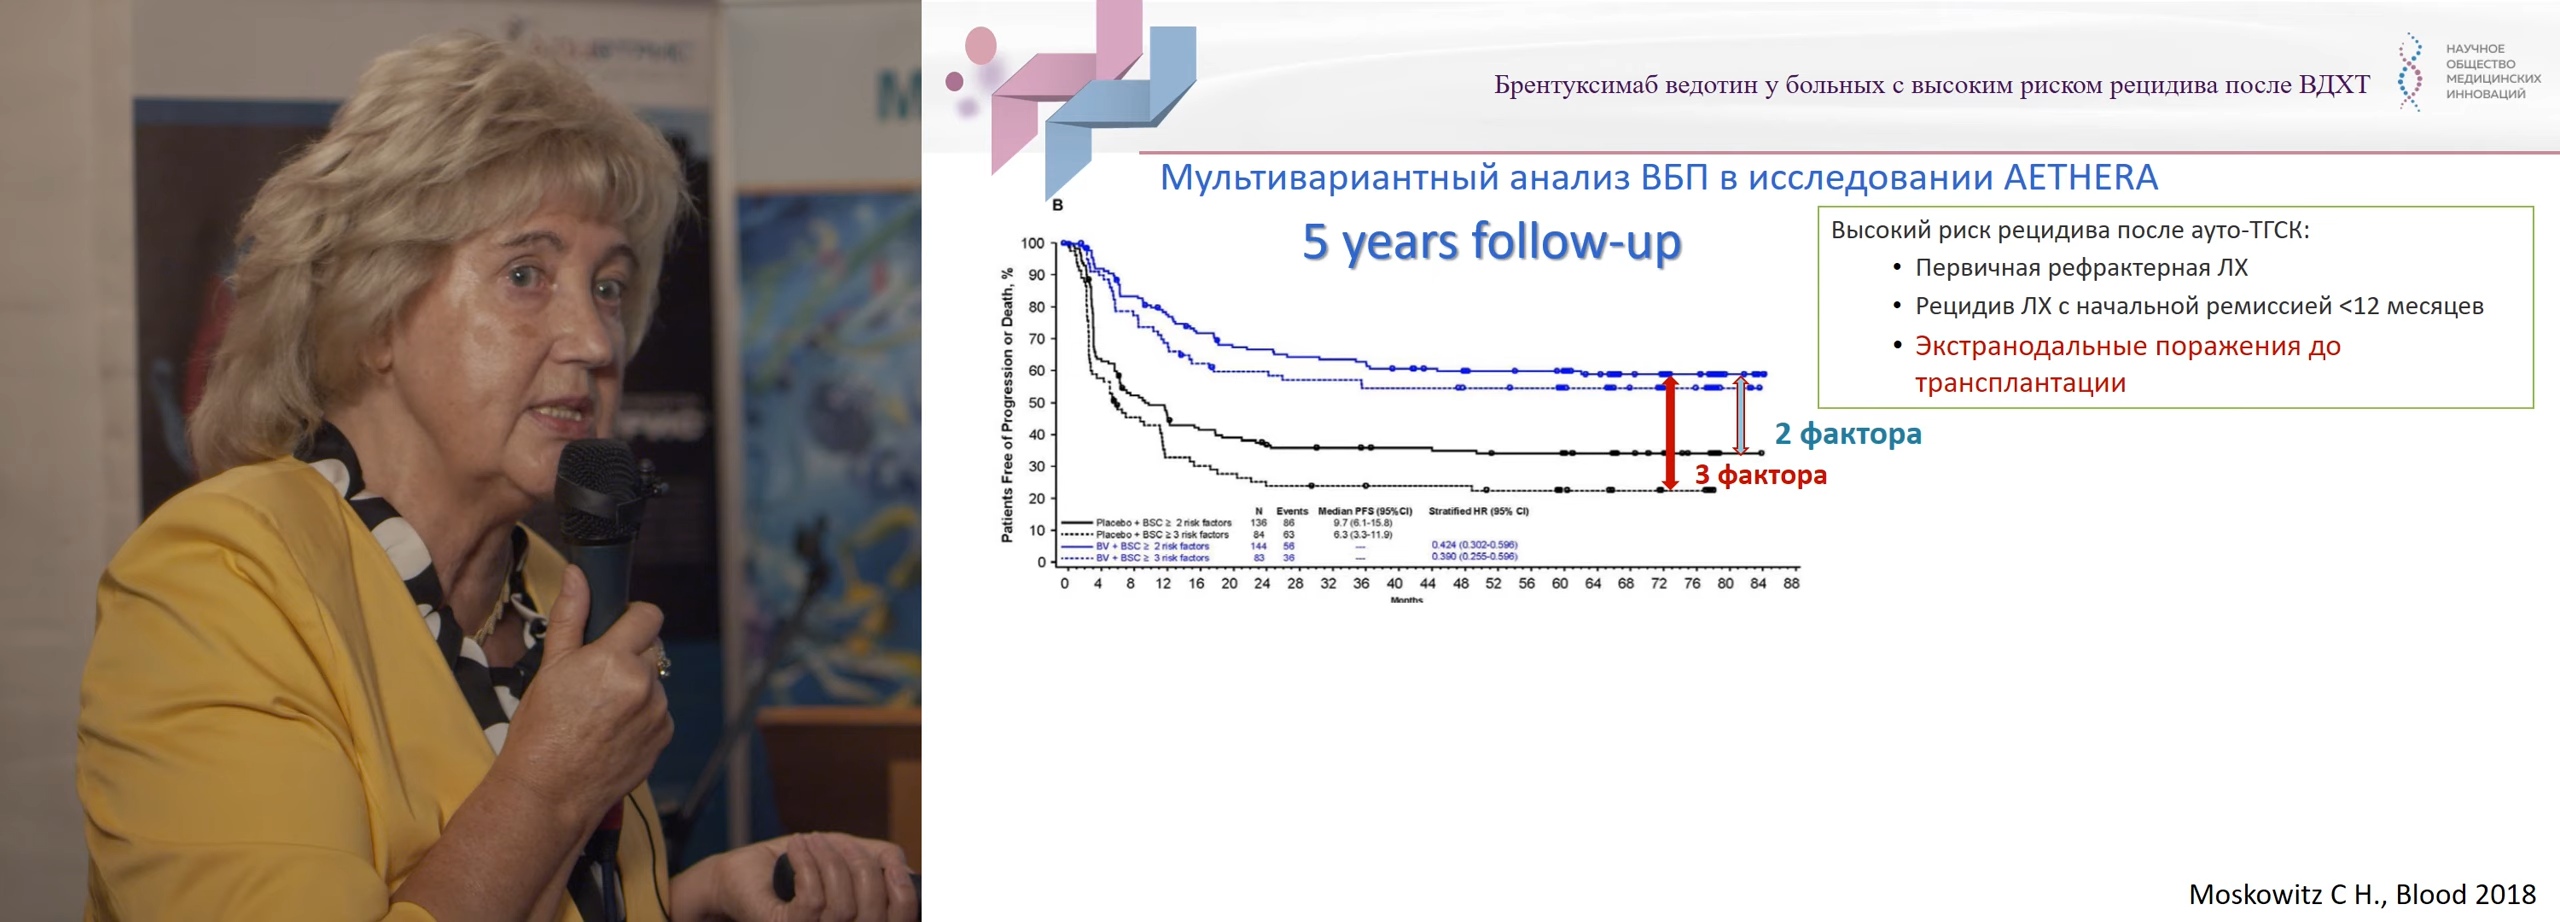 М
Брентуксимаб ведотин у больных с высоким риском рецидива после ВДХТ
НАУЧНОЕ
ОБЩЕСТВО
МЕДИЦИНСКИХ
ИННОВАЦИЙ
Мультивариантный анализ ВБП в исследовании AETHERA
B
5 years follow-up
Patients Free of Progression or Death, %
100
90
80
70
60
50
40
30
20
10
0
0 4 8 12 16 20 24 28 32 36 40 44 48 52 56 60 64 68 72 76 80 84 88
Months
N Events Median PFS (95%CI) Stratified HR (95% CI)
Placebo + BSC ≥ 2 risk factors 136 86 9.7 (6.1-15.8)
Placebo + BSC ≥ 3 risk factors 84 63 6.3 (3.3-11.9)
BV + BSC ≥ 2 risk factors 144 56 --- 0.424 (0.302-0.596)
BV + BSC ≥ 3 risk factors 83 36 --- 0.390 (0.255-0.596)
2 фактора
3 фактора
Высокий риск рецидива после ауто-ТГСК:
• Первичная рефрактерная ЛХ
• Рецидив ЛХ с начальной ремиссией <12 месяцев
• Экстранодальные поражения до
трансплантации
Moskowitz C H., Blood 2018